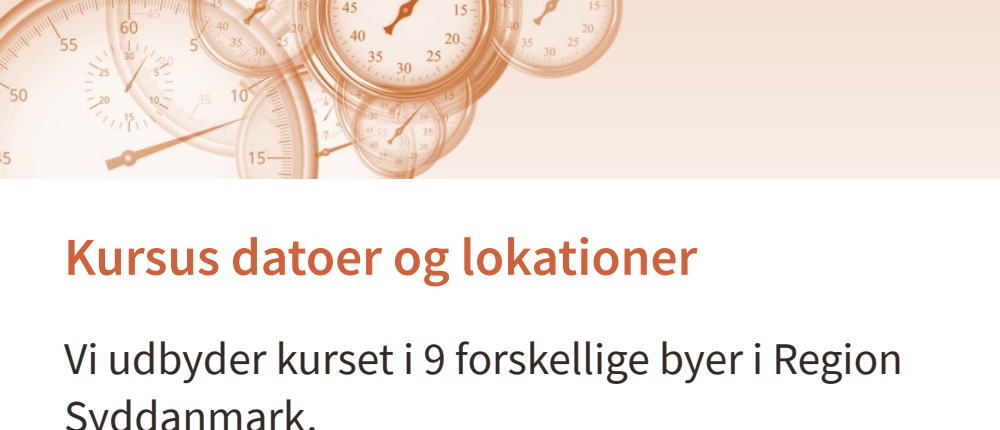 Kursus datoer og lokationer
Vi udbyder kurset i 9 forskellige byer i Region
Syddanmark.